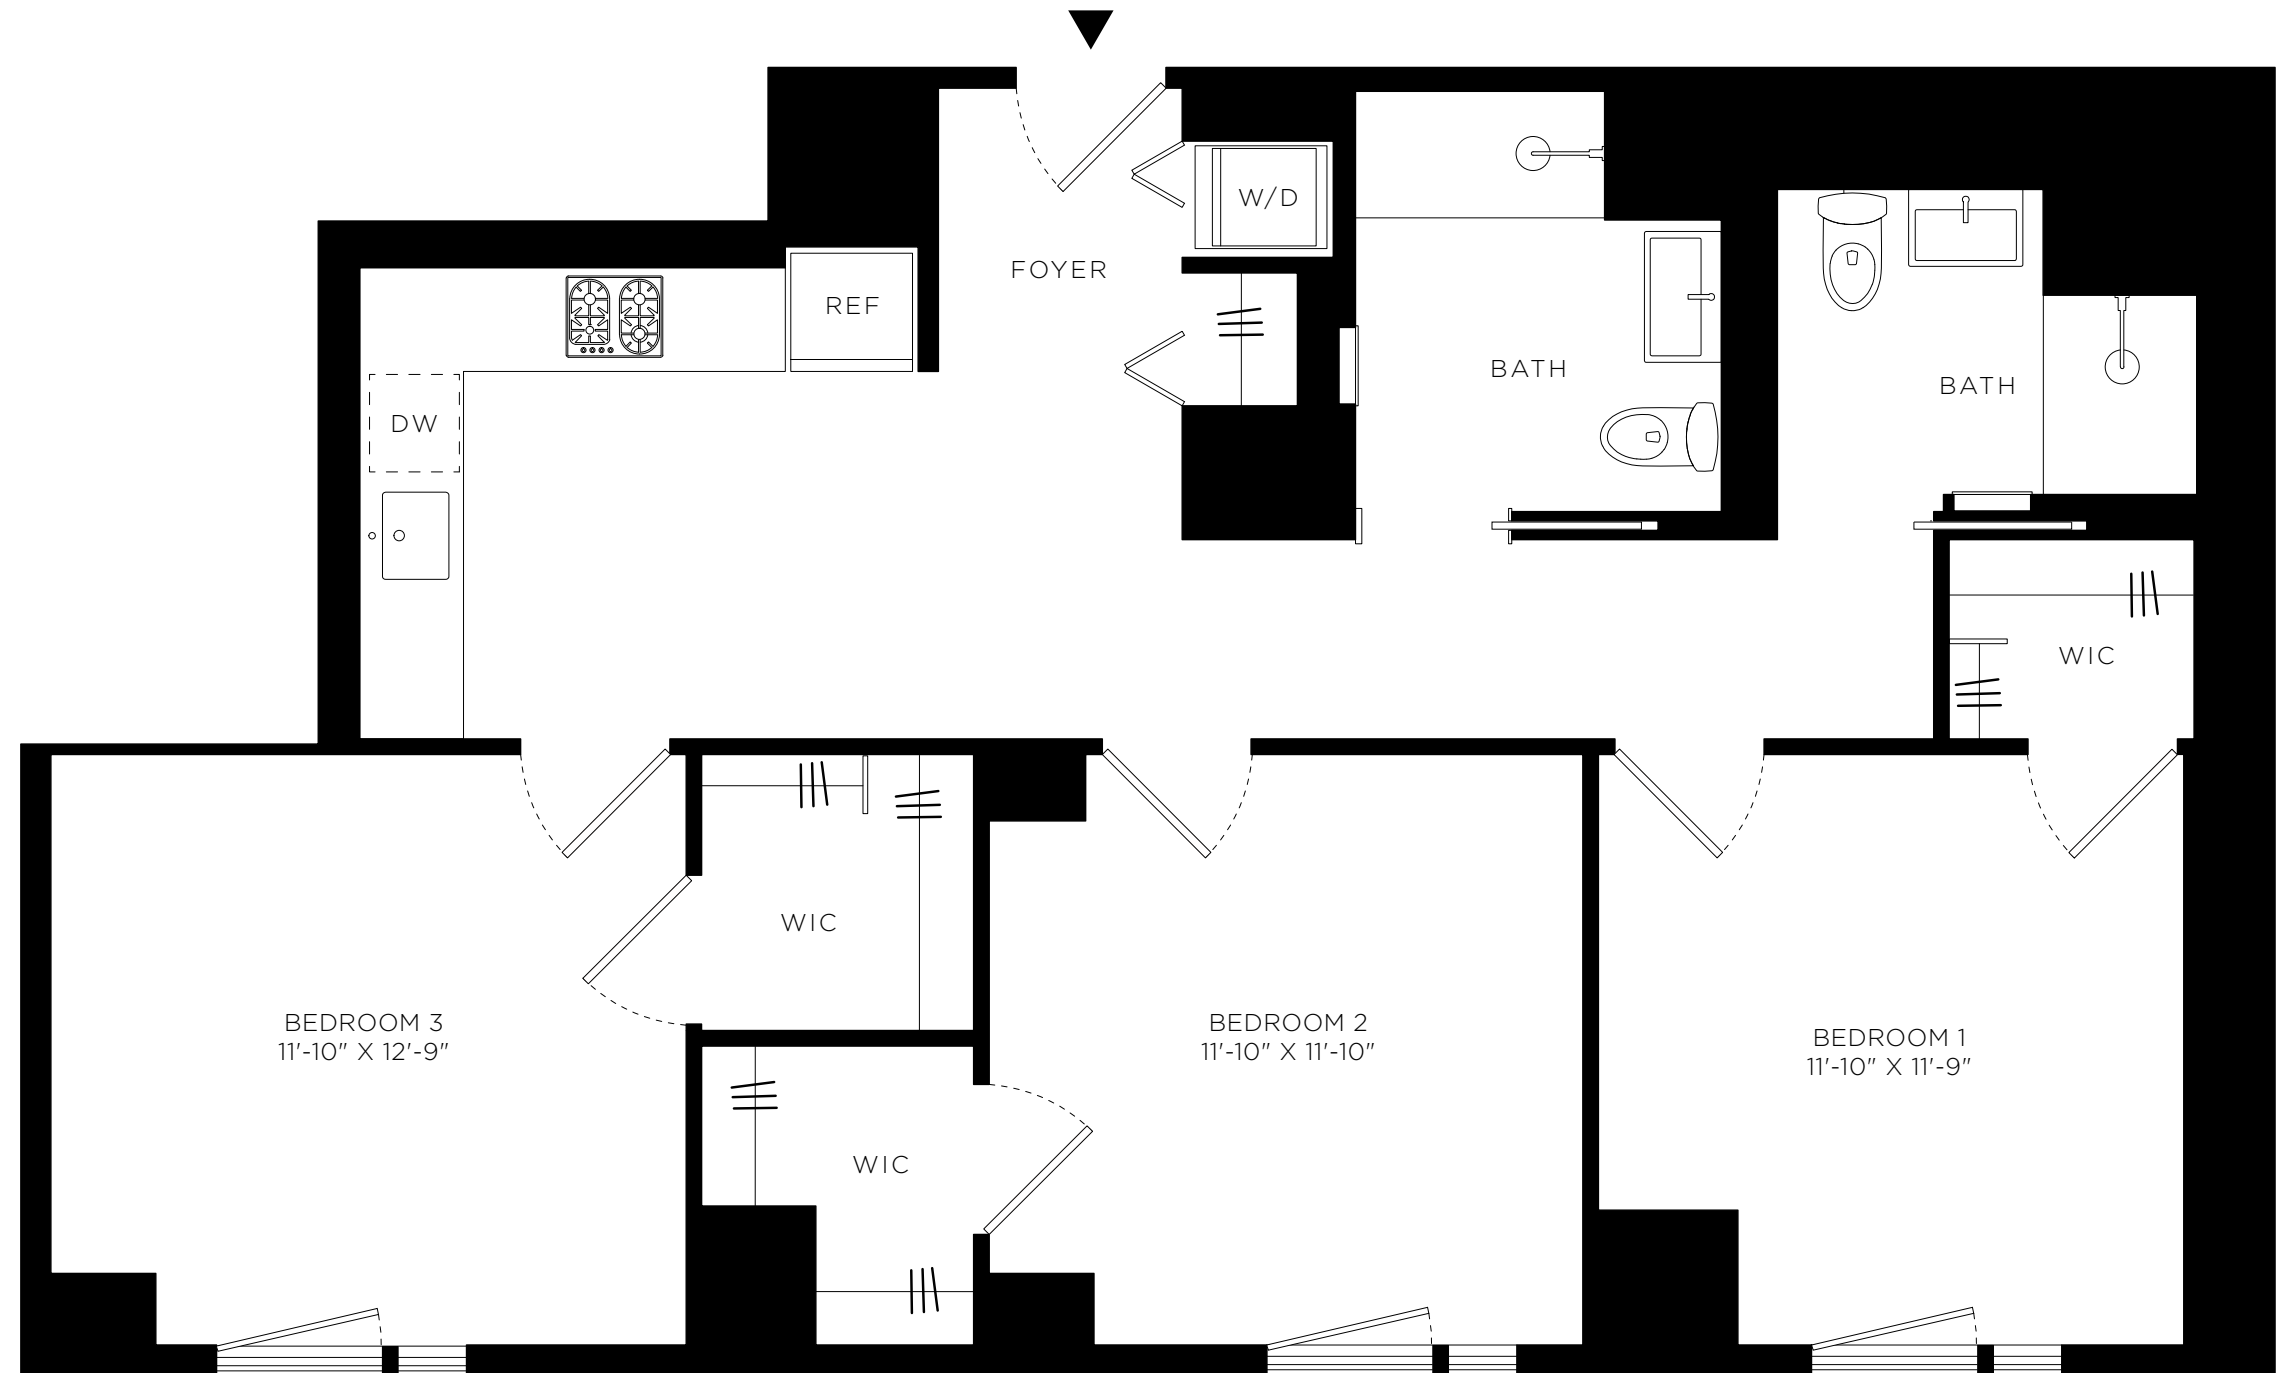 W/D
FOYER
REF
BATH
BATH
DW
WIC
WIC
BEDROOM 3
11'-10" X 12'-9"
BEDROOM 2
11'-10" X 11'-10"
BEDROOM 1
11'-10" X 11'-9"
WIC